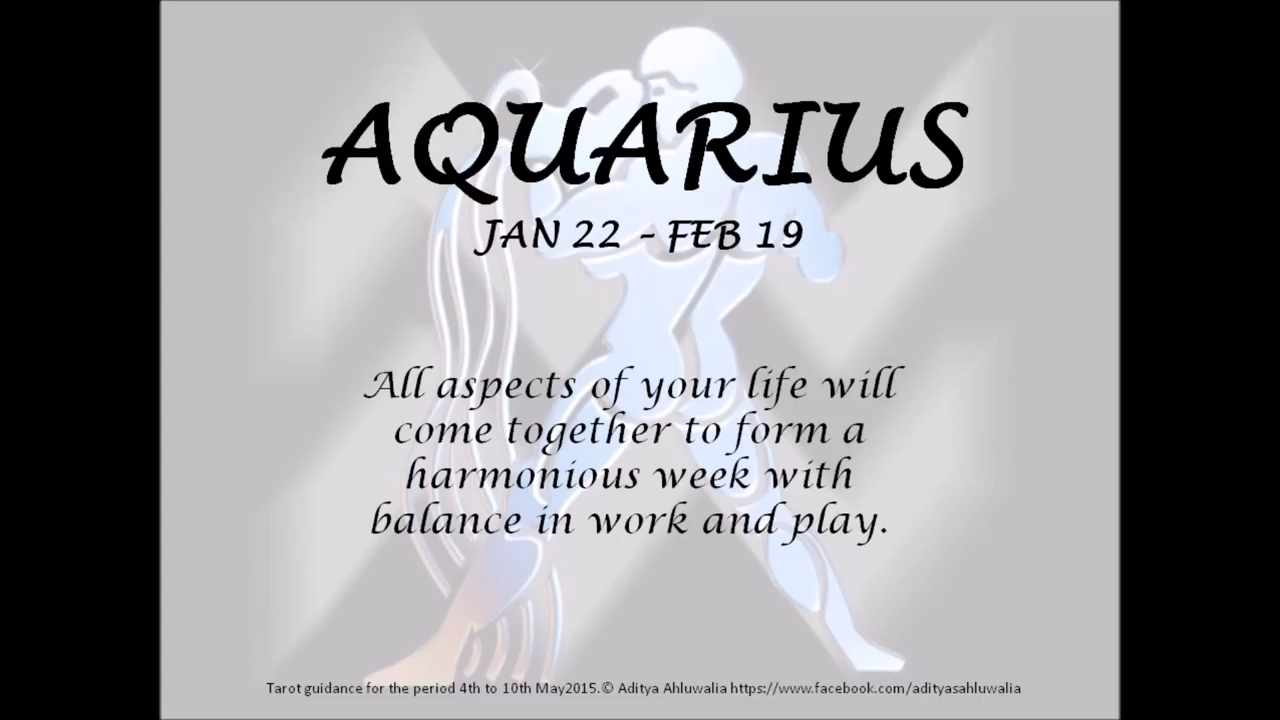 AQUARIUS
JAN 22 - FEB 19
All aspects of your life will
come together to form a
harmonious week with
balance in work and play.
Tarot guidance for the period 4th to 10th May2015.© Aditya Ahluwalia https://www.facebook.com/adityasahluwalia